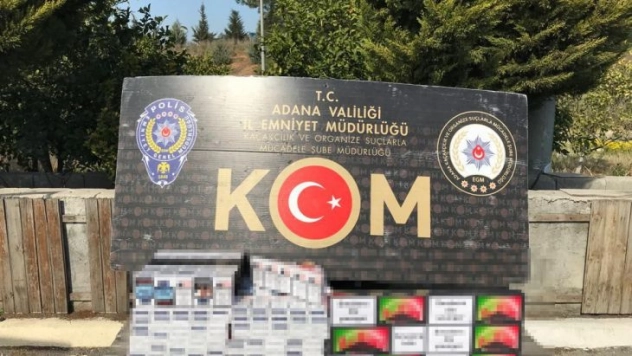 T.C.
ADANA VALİLİĞİ
İL EMNİYET MÜDÜRLÜĞÜ
KAÇAKÇILIK VE ORGANİZE SUÇLARLA
MÜCADELE ŞUBE MÜDÜRLÜĞÜ
POLİS
KOM
EGM